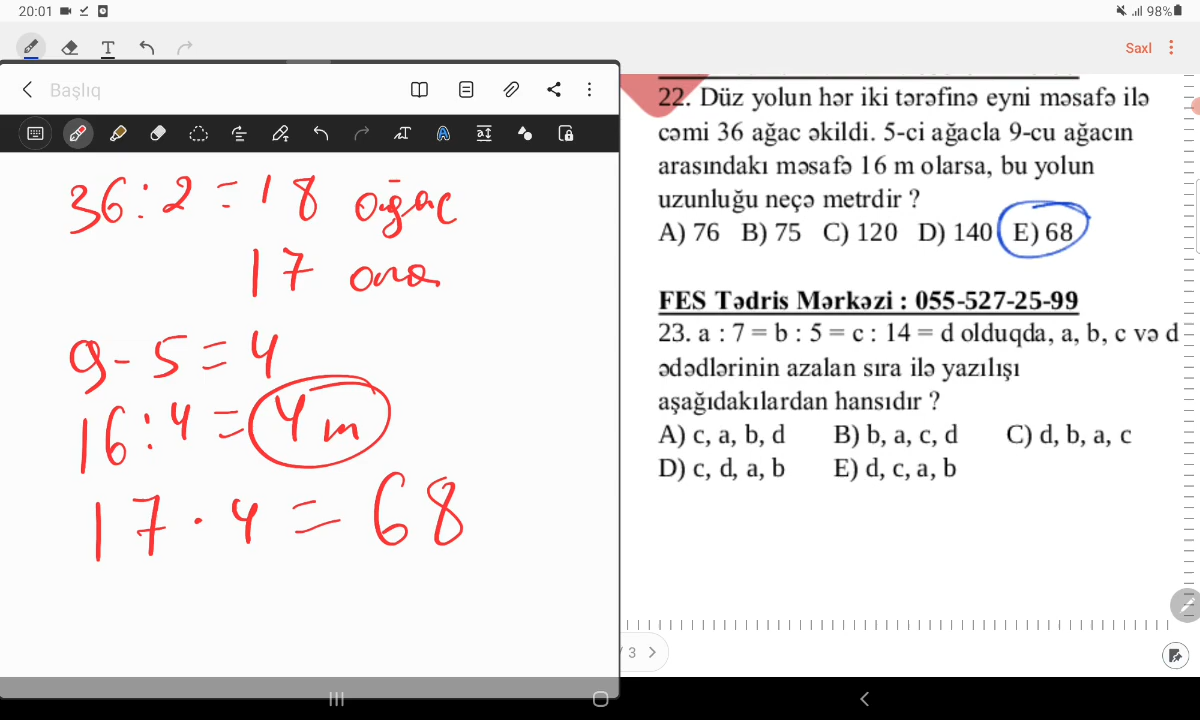 20:01
98%
Saxl
Başlıq
36:2=18 oğac
17 ara
9-5=4
16:4=4m
17·4=68
22. Düz yolun hər iki tərəfinə eyni məsafə ilə
cəmi 36 ağac əkildi. 5-ci ağacla 9-cu ağacın
arasındakı məsafə 16 m olarsa, bu yolun
uzunluğu neçə metrdir ?
A) 76 B) 75 C) 120 D) 140 E) 68
FES Tədris Mərkəzi : 055-527-25-99
23. a : 7 = b : 5 = c : 14 = d olduqda, a, b, c və d
ədədlərinin azalan sıra ilə yazılışı
aşağıdakılardan hansıdır ?
A) c, a, b, d B) b, a, c, d C) d, b, a, c
D) c, d, a, b E) d, c, a, b
/ 3